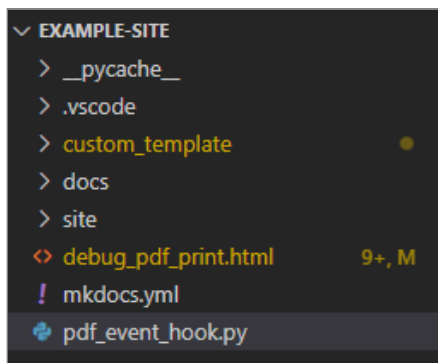 EXAMPLE-SITE
__pycache__
.vscode
custom_template
docs
site
debug_pdf_print.html 9+, M
mkdocs.yml
pdf_event_hook.py